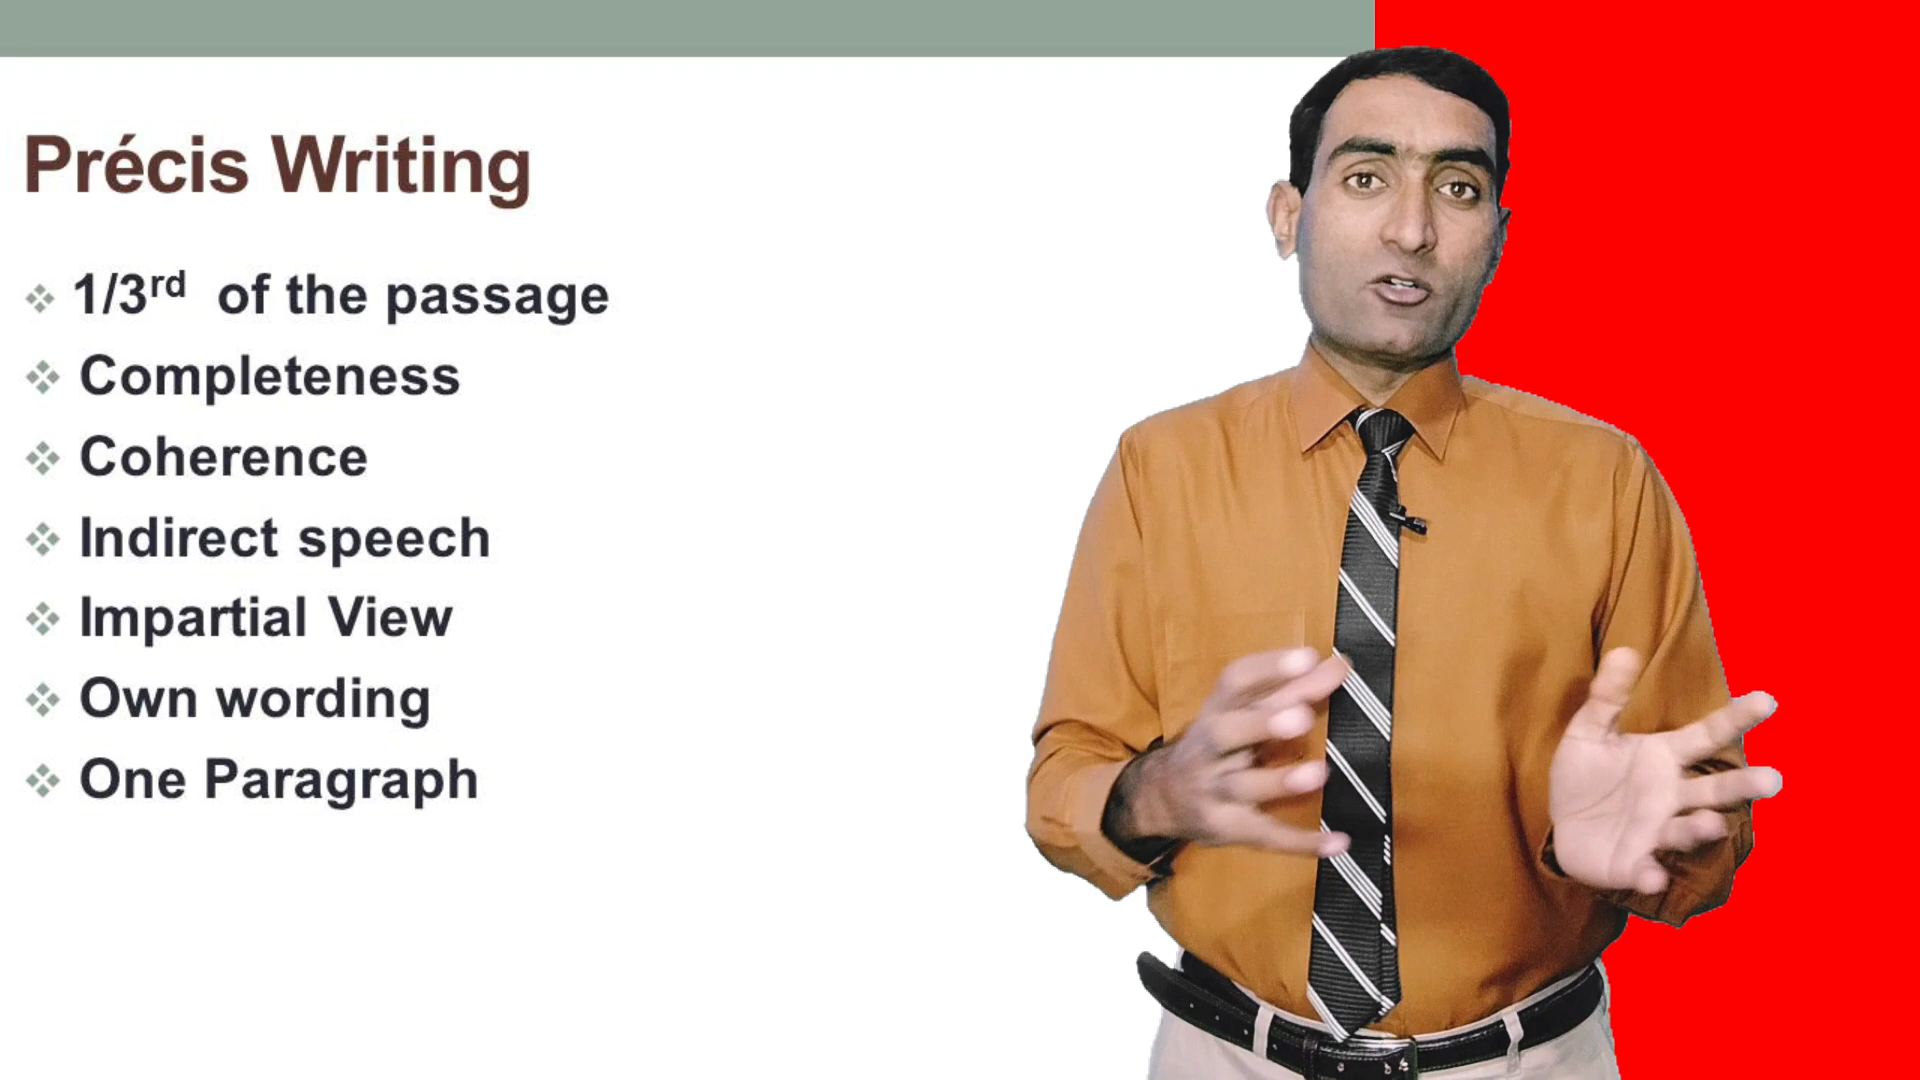 Précis Writing
1/3rd of the passage
Completeness
Coherence
Indirect speech
Impartial View
Own wording
One Paragraph